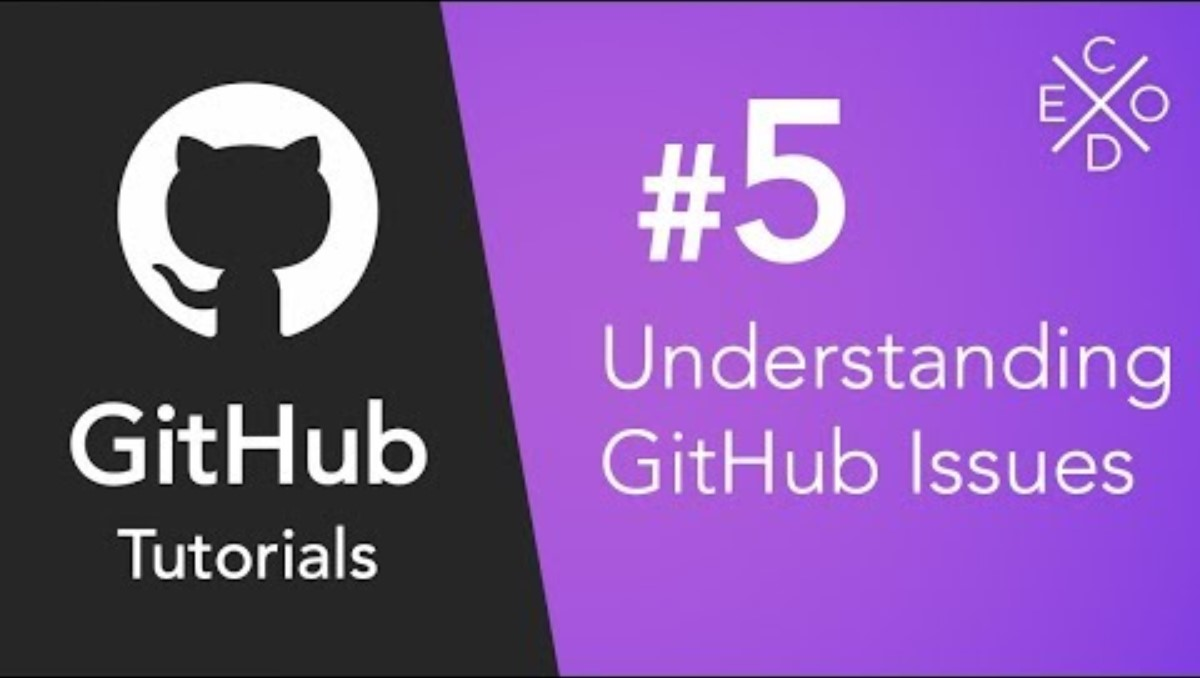 GitHub
Tutorials
#5
Understanding
GitHub Issues
C
E O
D